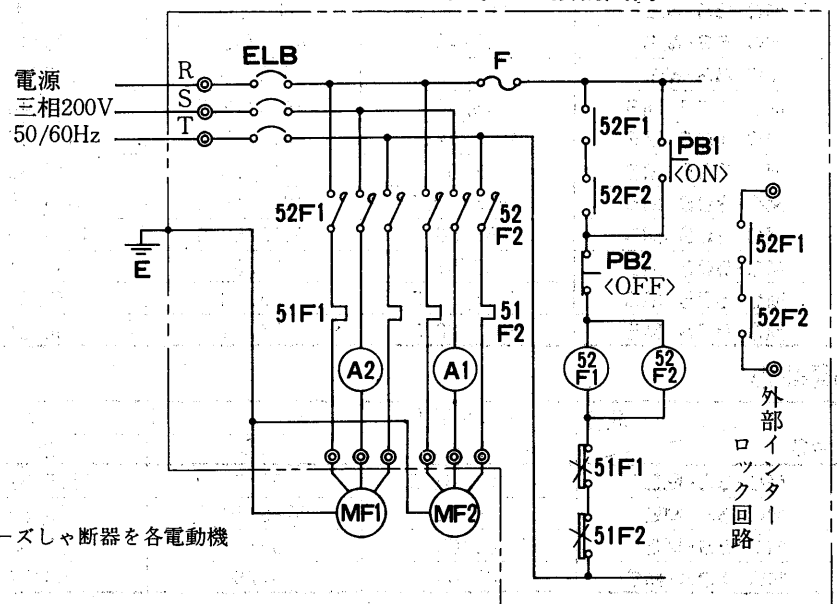 ELB
F
電源
三相200V
50/60Hz
R
S
T
52F1
52F2
PB1
<ON>
PB2
<OFF>
52F1
52F2
外部インター
ロック回路
52F1
52
F2
E
51F1
51
F2
A2
A1
52
F1
52
F2
51F1
51F2
MF1
MF2
ーズしゃ断器を各電動機